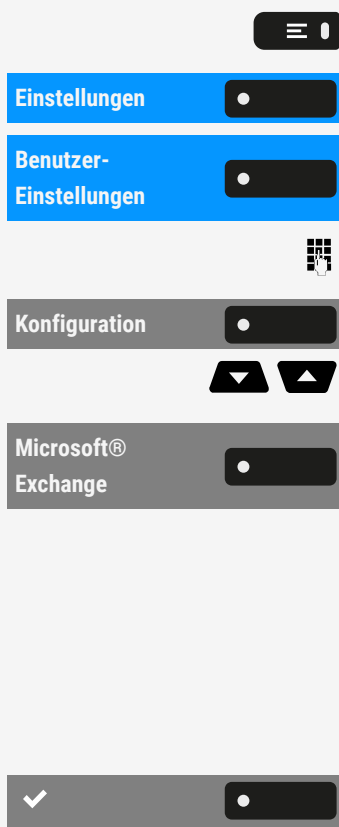 Einstellungen
Benutzer-
Einstellungen
Konfiguration
Microsoft®
Exchange